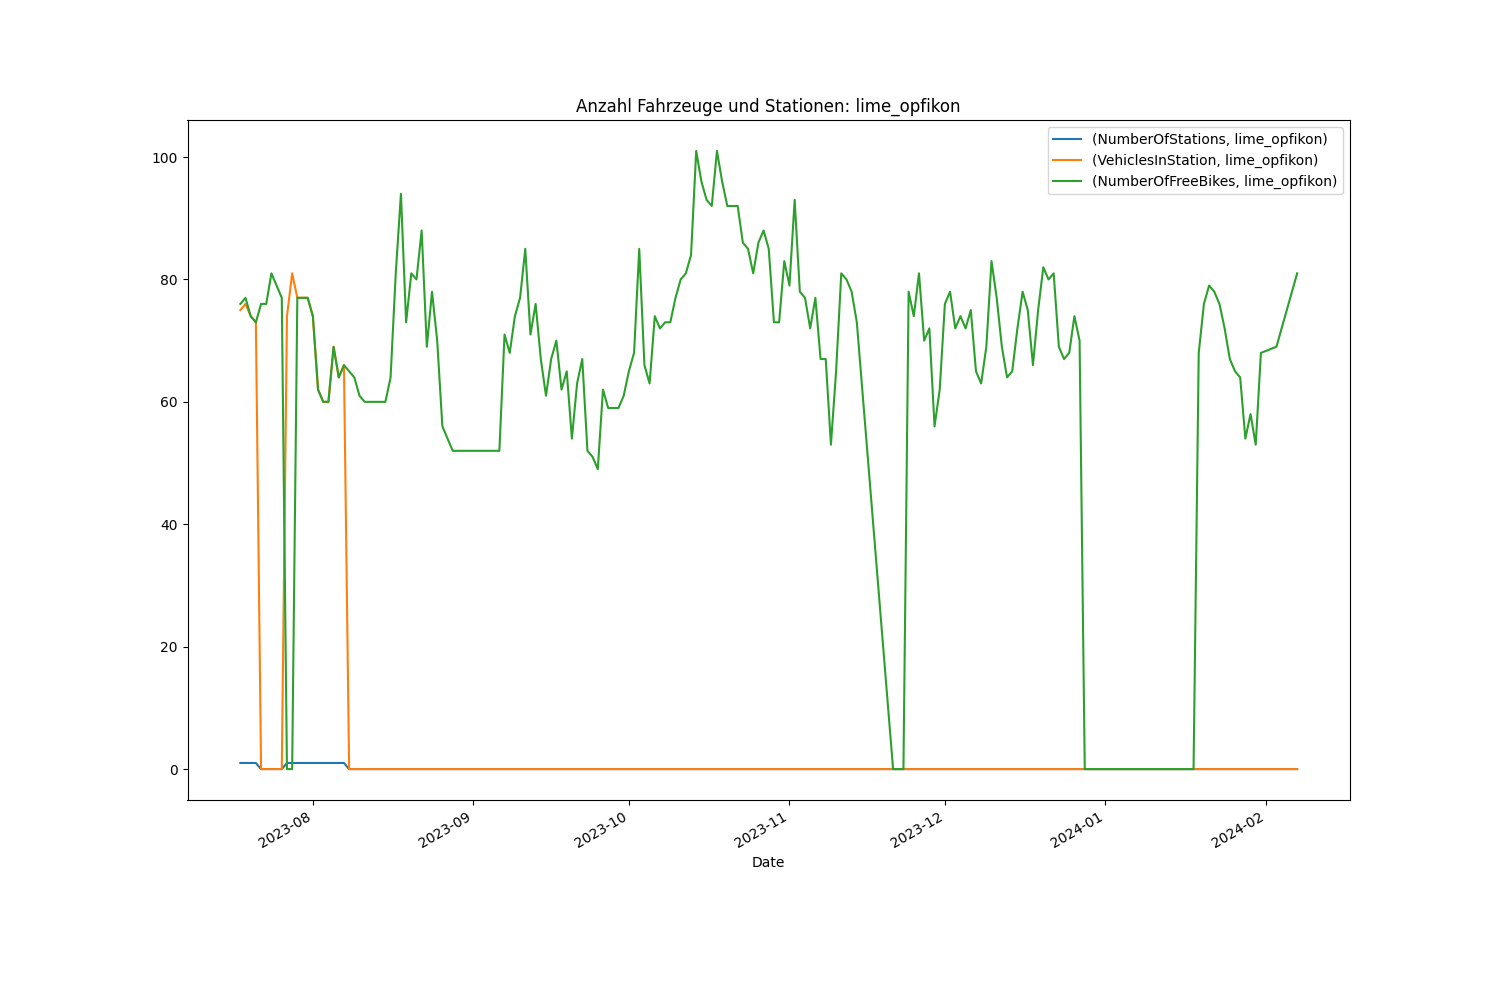 Anzahl Fahrzeuge und Stationen: lime_opfikon
(NumberOfStations, lime_opfikon)
(VehiclesInStation, lime_opfikon)
(NumberOfFreeBikes, lime_opfikon)
100
80
60
40
20
0
2023-08
2023-09
2023-10
2023-11
2023-12
2024-01
2024-02
Date